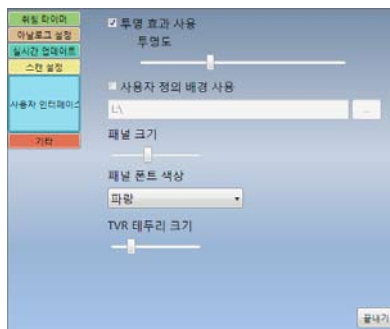 취침 타이머
아날로그 설정
실시간 업데이트
스캔 설정
사용자 인터페이스
기타
투명 효과 사용
투명도
사용자 정의 배경 사용
L:\
...
패널 크기
패널 폰트 색상
파랑
TVR 테두리 크기
끝내기